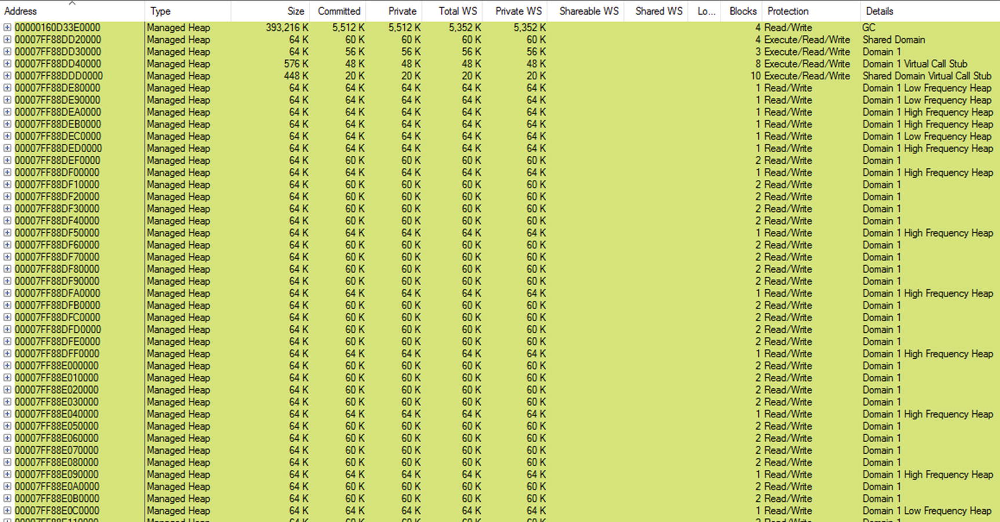 Address Type Size Committed Private Total WS Private WS Shareable WS Shared WS Lo... Blocks Protection Details
00000160D33E0000 Managed Heap 393,216 K 5,512 K 5,512 K 5,352 K 5,352 K 4 Read/Write GC
00007FF88DD20000 Managed Heap 64 K 60 K 60 K 60 K 60 K 4 Execute/Read/Write Shared Domain
00007FF88DD30000 Managed Heap 64 K 56 K 56 K 56 K 56 K 3 Execute/Read/Write Domain 1
00007FF88DD40000 Managed Heap 576 K 48 K 48 K 48 K 48 K 8 Execute/Read/Write Domain 1 Virtual Call Stub
00007FF88DDD0000 Managed Heap 448 K 20 K 20 K 20 K 20 K 10 Execute/Read/Write Shared Domain Virtual Call Stub
00007FF88DE80000 Managed Heap 64 K 64 K 64 K 64 K 64 K 1 Read/Write Domain 1 Low Frequency Heap
00007FF88DE90000 Managed Heap 64 K 64 K 64 K 64 K 64 K 1 Read/Write Domain 1 Low Frequency Heap
00007FF88DEA0000 Managed Heap 64 K 64 K 64 K 64 K 64 K 1 Read/Write Domain 1 High Frequency Heap
00007FF88DEB0000 Managed Heap 64 K 64 K 64 K 64 K 64 K 1 Read/Write Domain 1 High Frequency Heap
00007FF88DEC0000 Managed Heap 64 K 64 K 64 K 64 K 64 K 1 Read/Write Domain 1 Low Frequency Heap
00007FF88DED0000 Managed Heap 64 K 64 K 64 K 64 K 64 K 1 Read/Write Domain 1 High Frequency Heap
00007FF88DEF0000 Managed Heap 64 K 60 K 60 K 60 K 60 K 2 Read/Write Domain 1
00007FF88DF00000 Managed Heap 64 K 64 K 64 K 64 K 64 K 1 Read/Write Domain 1 High Frequency Heap
00007FF88DF10000 Managed Heap 64 K 60 K 60 K 60 K 60 K 2 Read/Write Domain 1
00007FF88DF20000 Managed Heap 64 K 60 K 60 K 60 K 60 K 2 Read/Write Domain 1
00007FF88DF30000 Managed Heap 64 K 60 K 60 K 60 K 60 K 2 Read/Write Domain 1
00007FF88DF40000 Managed Heap 64 K 60 K 60 K 60 K 60 K 2 Read/Write Domain 1
00007FF88DF50000 Managed Heap 64 K 64 K 64 K 64 K 64 K 1 Read/Write Domain 1 High Frequency Heap
00007FF88DF60000 Managed Heap 64 K 60 K 60 K 60 K 60 K 2 Read/Write Domain 1
00007FF88DF70000 Managed Heap 64 K 60 K 60 K 60 K 60 K 2 Read/Write Domain 1
00007FF88DF80000 Managed Heap 64 K 60 K 60 K 60 K 60 K 2 Read/Write Domain 1
00007FF88DF90000 Managed Heap 64 K 60 K 60 K 60 K 60 K 2 Read/Write Domain 1
00007FF88DFA0000 Managed Heap 64 K 64 K 64 K 64 K 64 K 1 Read/Write Domain 1 High Frequency Heap
00007FF88DFB0000 Managed Heap 64 K 60 K 60 K 60 K 60 K 2 Read/Write Domain 1
00007FF88DFC0000 Managed Heap 64 K 60 K 60 K 60 K 60 K 2 Read/Write Domain 1
00007FF88DFD0000 Managed Heap 64 K 60 K 60 K 60 K 60 K 2 Read/Write Domain 1
00007FF88DFE0000 Managed Heap 64 K 60 K 60 K 60 K 60 K 2 Read/Write Domain 1
00007FF88DFF0000 Managed Heap 64 K 64 K 64 K 64 K 64 K 1 Read/Write Domain 1 High Frequency Heap
00007FF88E000000 Managed Heap 64 K 60 K 60 K 60 K 60 K 2 Read/Write Domain 1
00007FF88E010000 Managed Heap 64 K 60 K 60 K 60 K 60 K 2 Read/Write Domain 1
00007FF88E020000 Managed Heap 64 K 60 K 60 K 60 K 60 K 2 Read/Write Domain 1
00007FF88E030000 Managed Heap 64 K 60 K 60 K 60 K 60 K 2 Read/Write Domain 1
00007FF88E040000 Managed Heap 64 K 64 K 64 K 64 K 64 K 1 Read/Write Domain 1 High Frequency Heap
00007FF88E050000 Managed Heap 64 K 60 K 60 K 60 K 60 K 2 Read/Write Domain 1
00007FF88E060000 Managed Heap 64 K 60 K 60 K 60 K 60 K 2 Read/Write Domain 1
00007FF88E070000 Managed Heap 64 K 60 K 60 K 60 K 60 K 2 Read/Write Domain 1
00007FF88E080000 Managed Heap 64 K 60 K 60 K 60 K 60 K 2 Read/Write Domain 1
00007FF88E090000 Managed Heap 64 K 64 K 64 K 64 K 64 K 1 Read/Write Domain 1 High Frequency Heap
00007FF88E0A0000 Managed Heap 64 K 60 K 60 K 60 K 60 K 2 Read/Write Domain 1
00007FF88E0B0000 Managed Heap 64 K 60 K 60 K 60 K 60 K 2 Read/Write Domain 1
00007FF88E0C0000 Managed Heap 64 K 64 K 64 K 64 K 64 K 1 Read/Write Domain 1 Low Frequency Heap